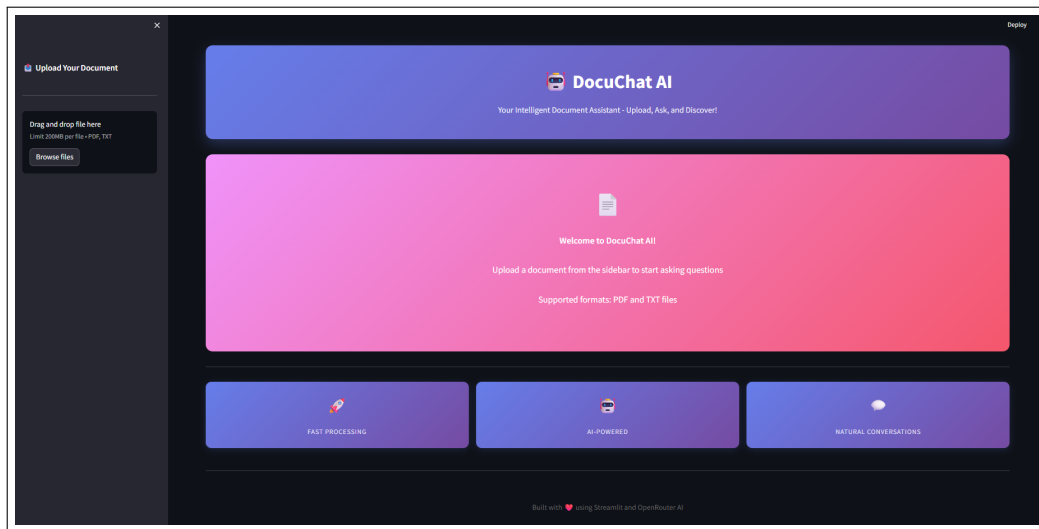 Deploy
Upload Your Document
Drag and drop file here
Limit 200MB per file • PDF, TXT
Browse files
DocuChat AI
Your Intelligent Document Assistant - Upload, Ask, and Discover!
Welcome to DocuChat AI!
Upload a document from the sidebar to start asking questions
Supported formats: PDF and TXT files
FAST PROCESSING
AI-POWERED
NATURAL CONVERSATIONS
Built with ❤️ using Streamlit and OpenRouter AI